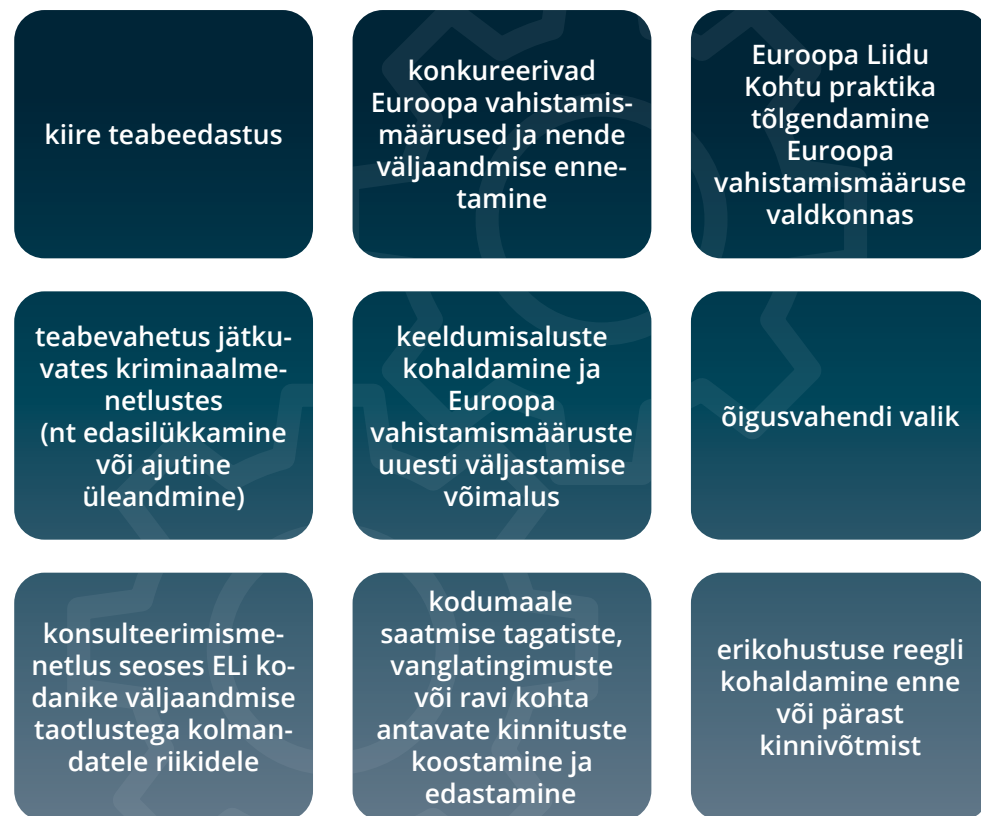 kiire teabeedastus
konkureerivad
Euroopa vahistamis-
määrused ja nende
väljaandmise enne-
tamine
Euroopa Liidu
Kohtu praktika
tõlgendamine
Euroopa
vahistamismääruse
valdkonnas
teabevahetus jätku-
vates kriminaalme-
netlustes
(nt edasilükkamine
või ajutine
üleandmine)
keeldumisaluste
kohaldamine ja
Euroopa
vahistamismääruste
uuesti väljastamise
võimalus
õigusvahendi valik
konsulteerimisme-
netlus seoses ELi ko-
danike väljaandmise
taotlustega kolman-
datele riikidele
kodumaale
saatmise tagatiste,
vanglatingimuste
või ravi kohta
antavate kinnituste
koostamine ja
edastamine
erikohustuse reegli
kohaldamine enne
või pärast
kinnivõtmist